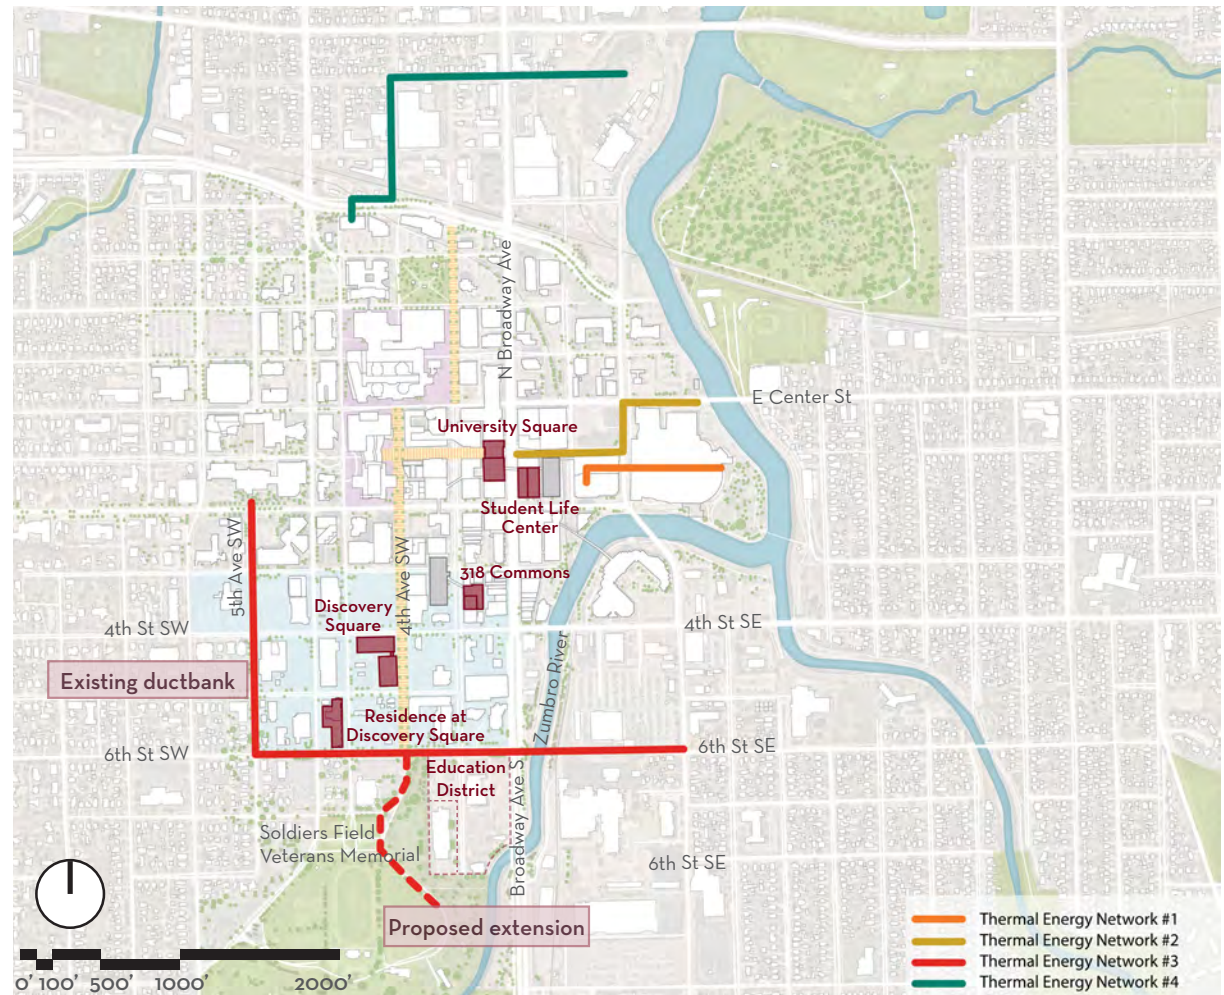 N Broadway Ave
E Center St
University Square
Student Life
Center
5th Ave SW
4th Ave SW
318 Commons
Discovery
Square
4th St SW
4th St SE
Existing ductbank
Zumbro River
Residence at
Discovery Square
6th St SW
6th St SE
Education
District
Broadway Ave S
Soldiers Field
Veterans Memorial
6th St SE
Proposed extension
0' 100' 500' 1000' 2000'
Thermal Energy Network #1
Thermal Energy Network #2
Thermal Energy Network #3
Thermal Energy Network #4